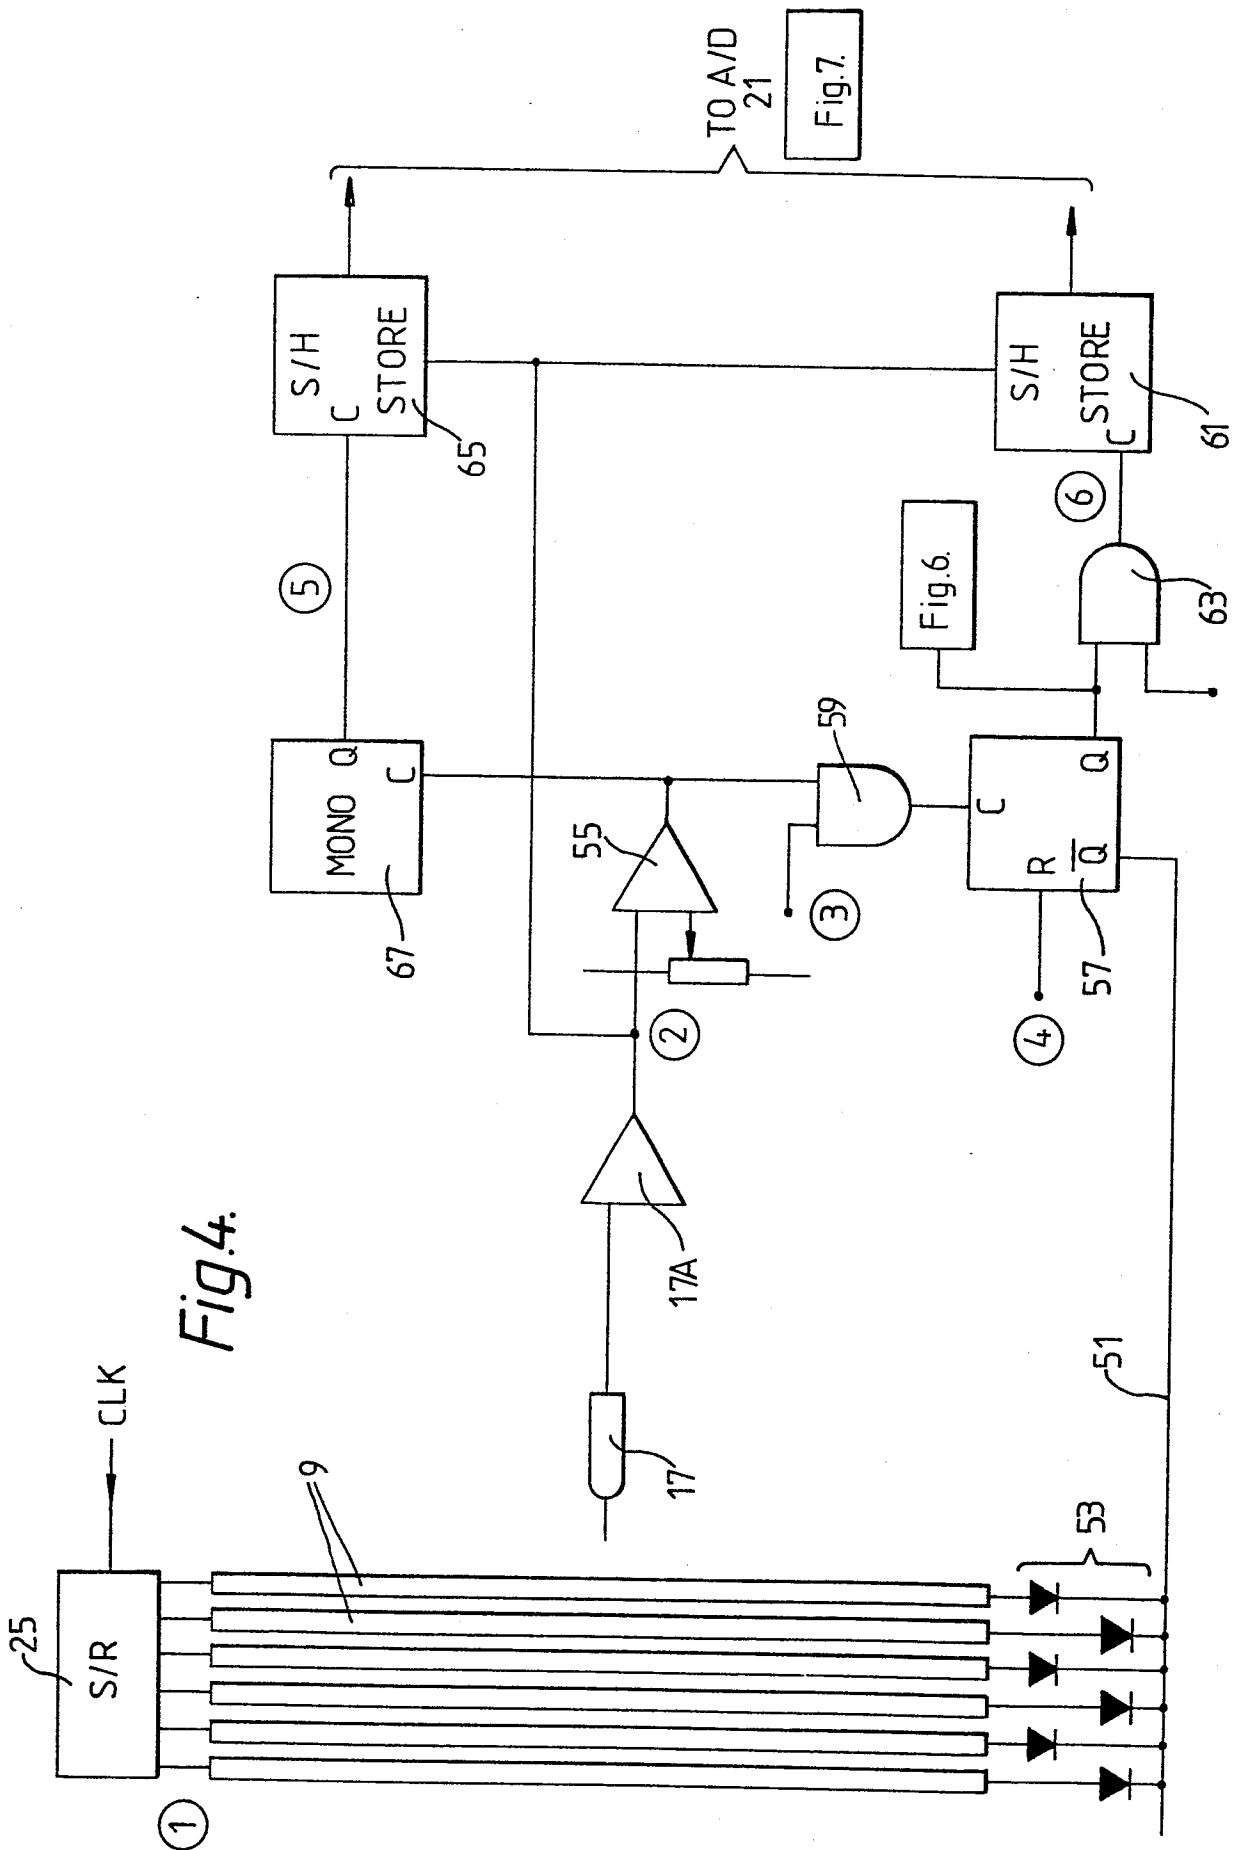 Fig.4.
25
S/R
CLK
1
9
53
51
17
17A
2
55
3
59
4
R
C
Q
Q
57
67
MONO
Q
C
5
S/H
C
STORE
65
Fig.6.
63
6
S/H
STORE
C
61
TO A/D
21
Fig.7.